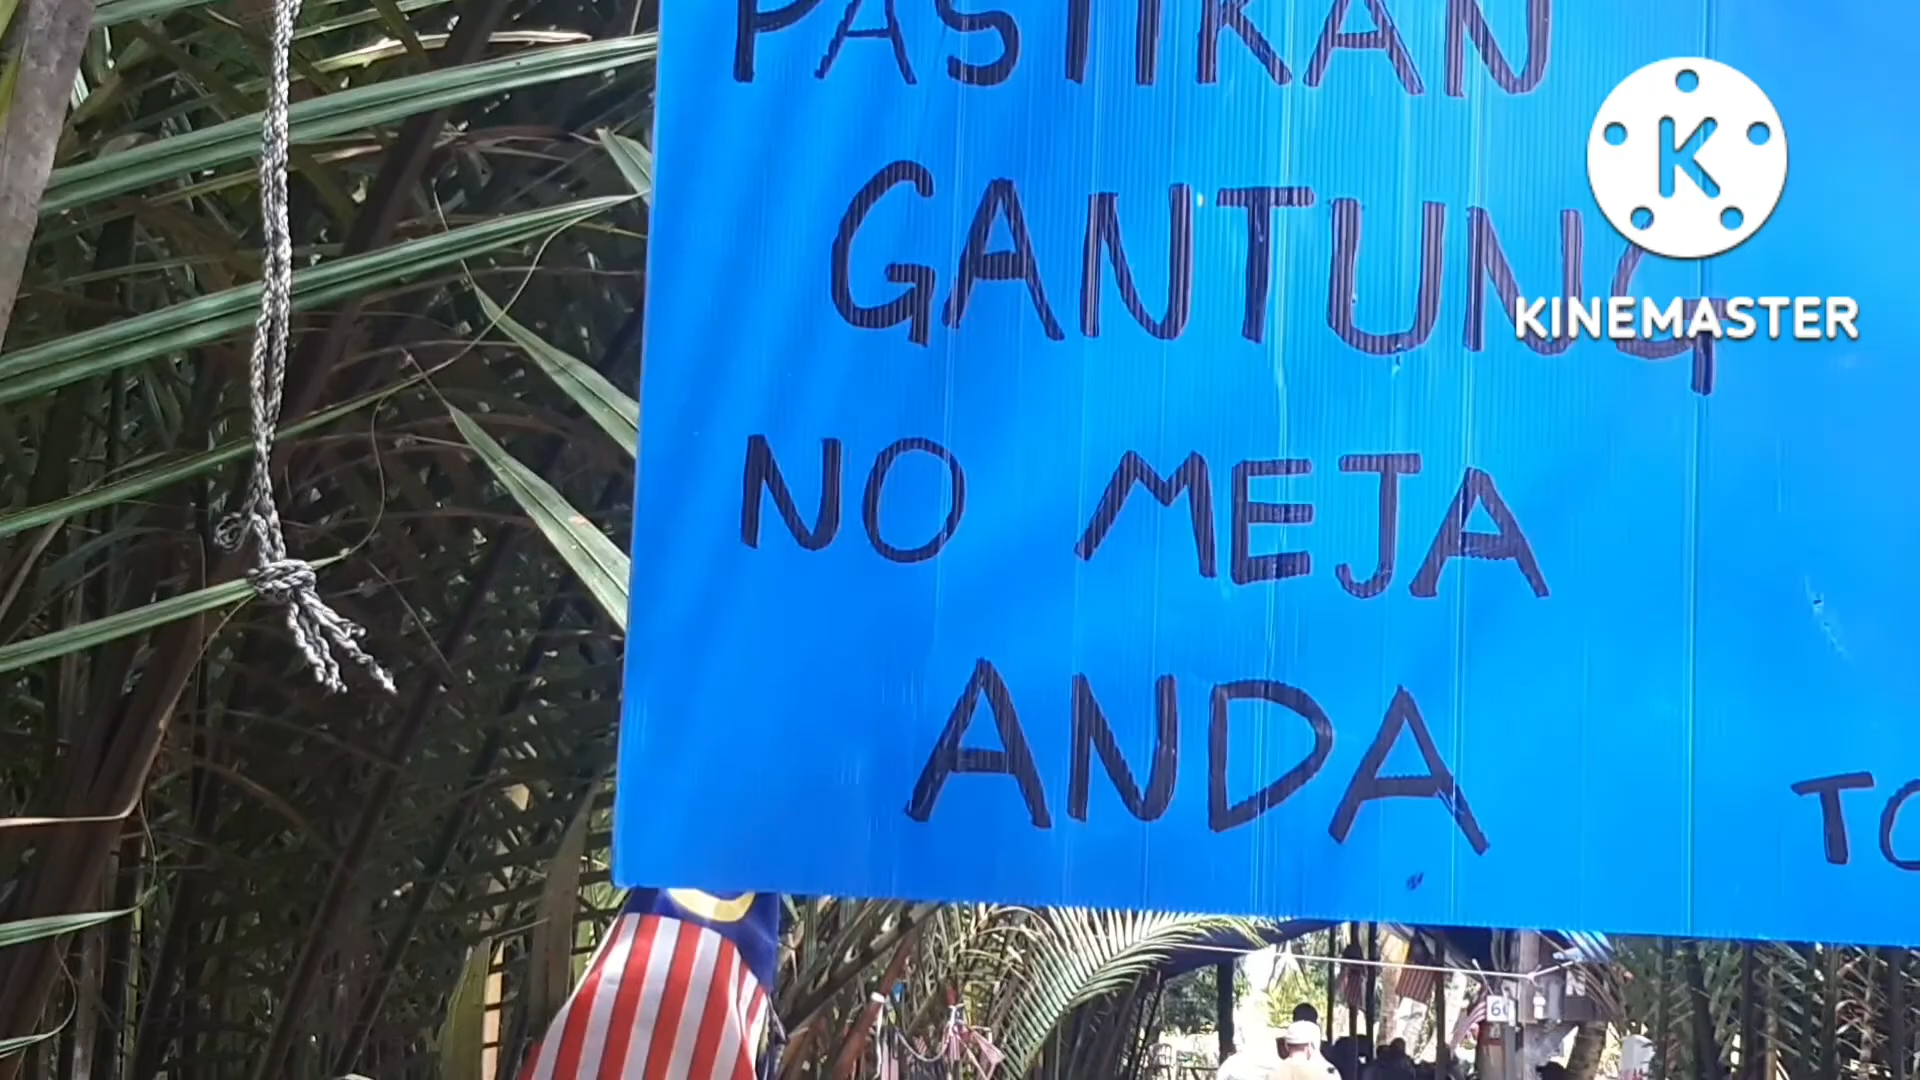 PASTIKAN
GANTUNG
NO MEJA
ANDA
K
KINEMASTER